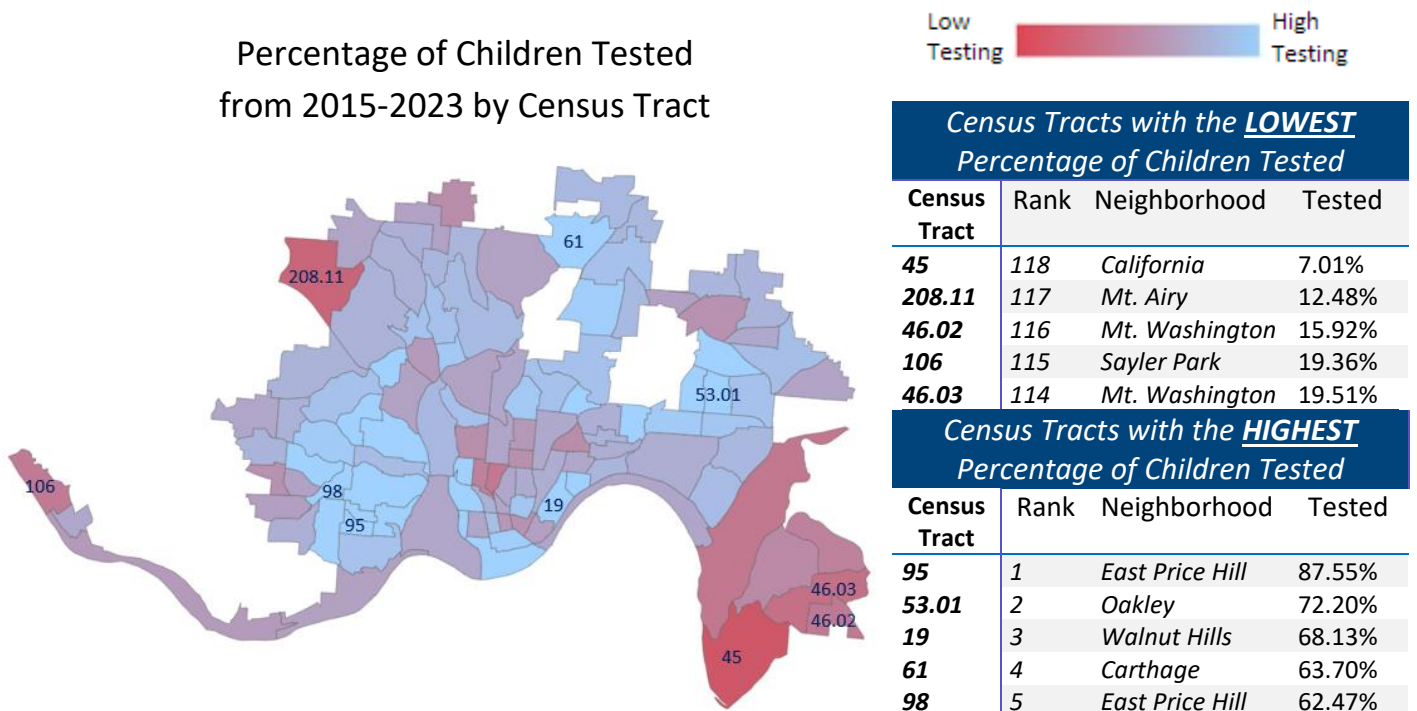 Percentage of Children Tested
from 2015-2023 by Census Tract
Low
Testing
High
Testing
61
208.11
53.01
106
98
95
19
46.03
46.02
45
Census Tracts with the LOWEST
Percentage of Children Tested
Census Tract Rank Neighborhood Tested
45 118 California 7.01%
208.11 117 Mt. Airy 12.48%
46.02 116 Mt. Washington 15.92%
106 115 Sayler Park 19.36%
46.03 114 Mt. Washington 19.51%
Census Tracts with the HIGHEST
Percentage of Children Tested
Census Tract Rank Neighborhood Tested
95 1 East Price Hill 87.55%
53.01 2 Oakley 72.20%
19 3 Walnut Hills 68.13%
61 4 Carthage 63.70%
98 5 East Price Hill 62.47%